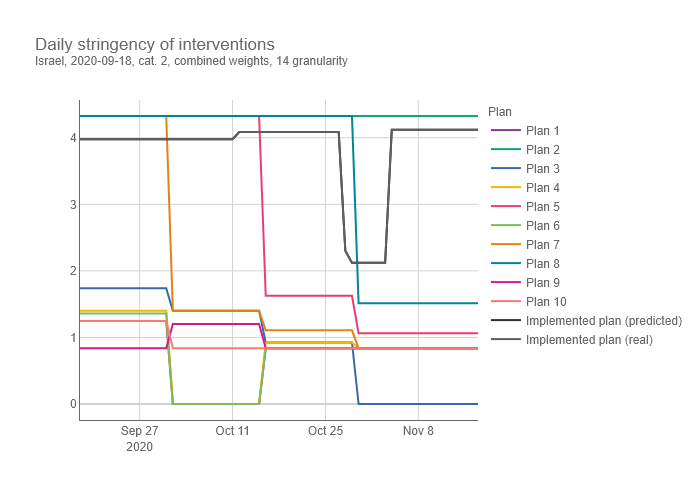 Daily stringency of interventions
Israel, 2020-09-18, cat. 2, combined weights, 14 granularity
Plan
Plan 1
Plan 2
Plan 3
Plan 4
Plan 5
Plan 6
Plan 7
Plan 8
Plan 9
Plan 10
Implemented plan (predicted)
Implemented plan (real)
4
3
2
1
0
Sep 27
2020
Oct 11
Oct 25
Nov 8